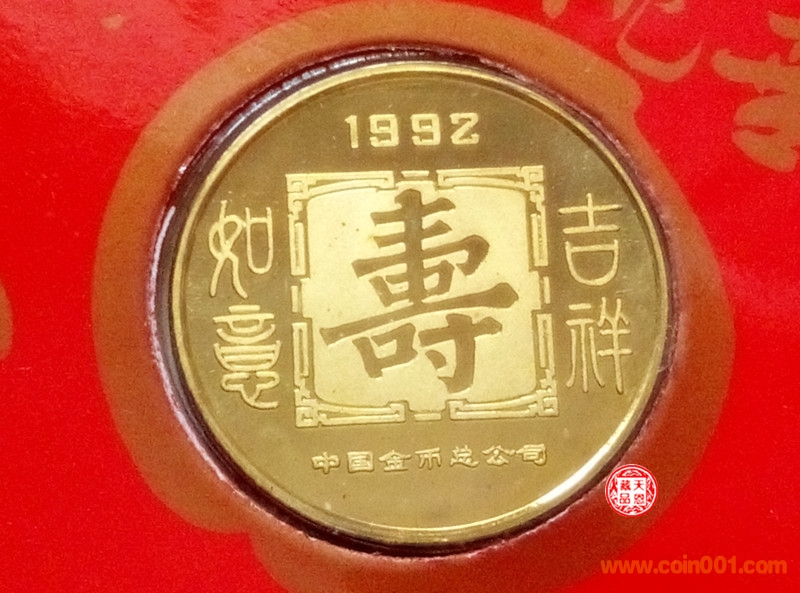 1992
吉祥
如意
壽
中国金币总公司
天恩
藏品
www.coin001.com